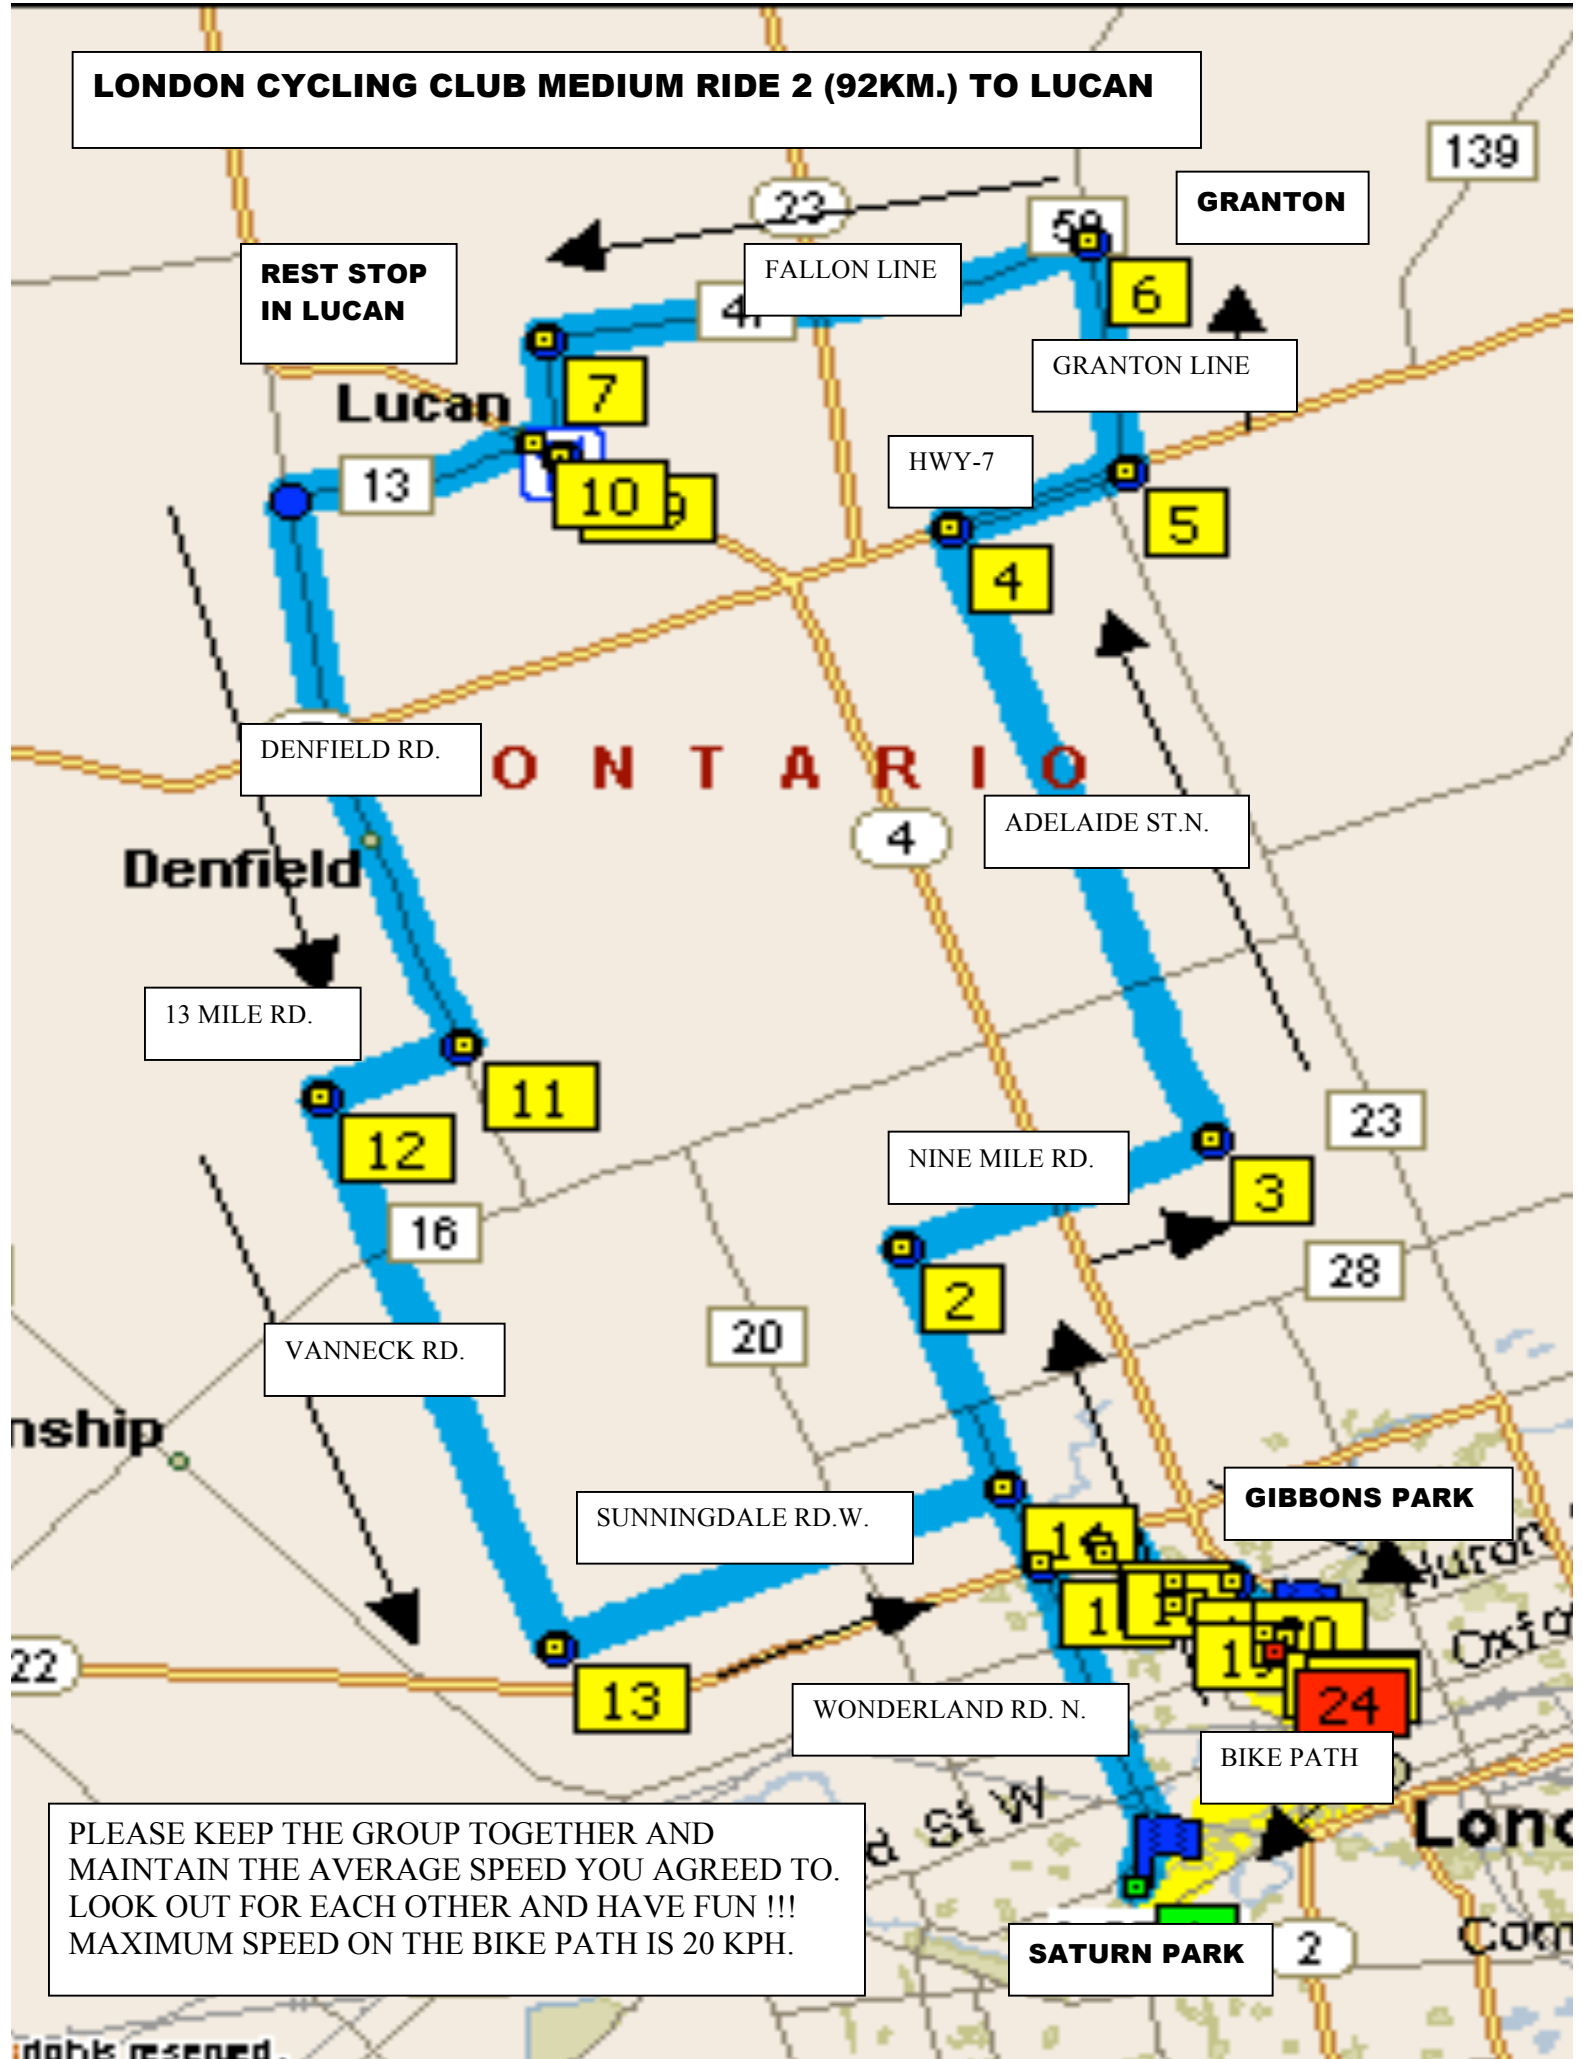 LONDON CYCLING CLUB MEDIUM RIDE 2 (92KM.) TO LUCAN
139
23
GRANTON
REST STOP
IN LUCAN
FALLON LINE
6
GRANTON LINE
7
Lucan
HWY-7
13
10
5
4
DENFIELD RD.
ONTARIO
4
ADELAIDE ST.N.
Denfield
13 MILE RD.
11
23
12
NINE MILE RD.
3
16
28
2
20
VANNECK RD.
nship
SUNNINGDALE RD.W.
GIBBONS PARK
22
13
24
WONDERLAND RD. N.
BIKE PATH
St W
PLEASE KEEP THE GROUP TOGETHER AND
MAINTAIN THE AVERAGE SPEED YOU AGREED TO.
LOOK OUT FOR EACH OTHER AND HAVE FUN !!!
MAXIMUM SPEED ON THE BIKE PATH IS 20 KPH.
SATURN PARK
2